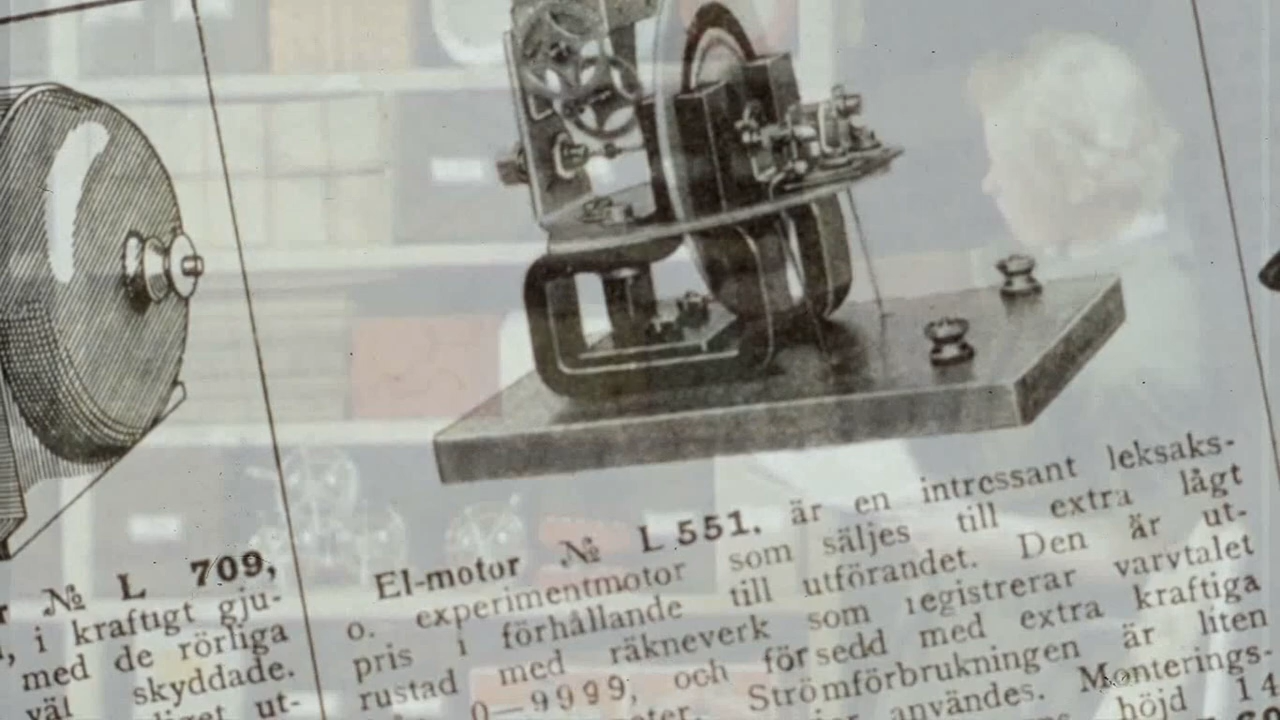 № L 709,
i kraftigt gju-
med de rörliga
väl skyddade.
ut-
El-motor № L 551. är en intressant leksaks-
o. experimentmotor som säljes till extra lågt
pris i förhållande till utförandet. Den är ut-
rustad med räkneverk som registrerar varvtalet
0—9999, och försedd med extra kraftiga
Strömförbrukningen är liten
användes. Monterings-
höjd 14